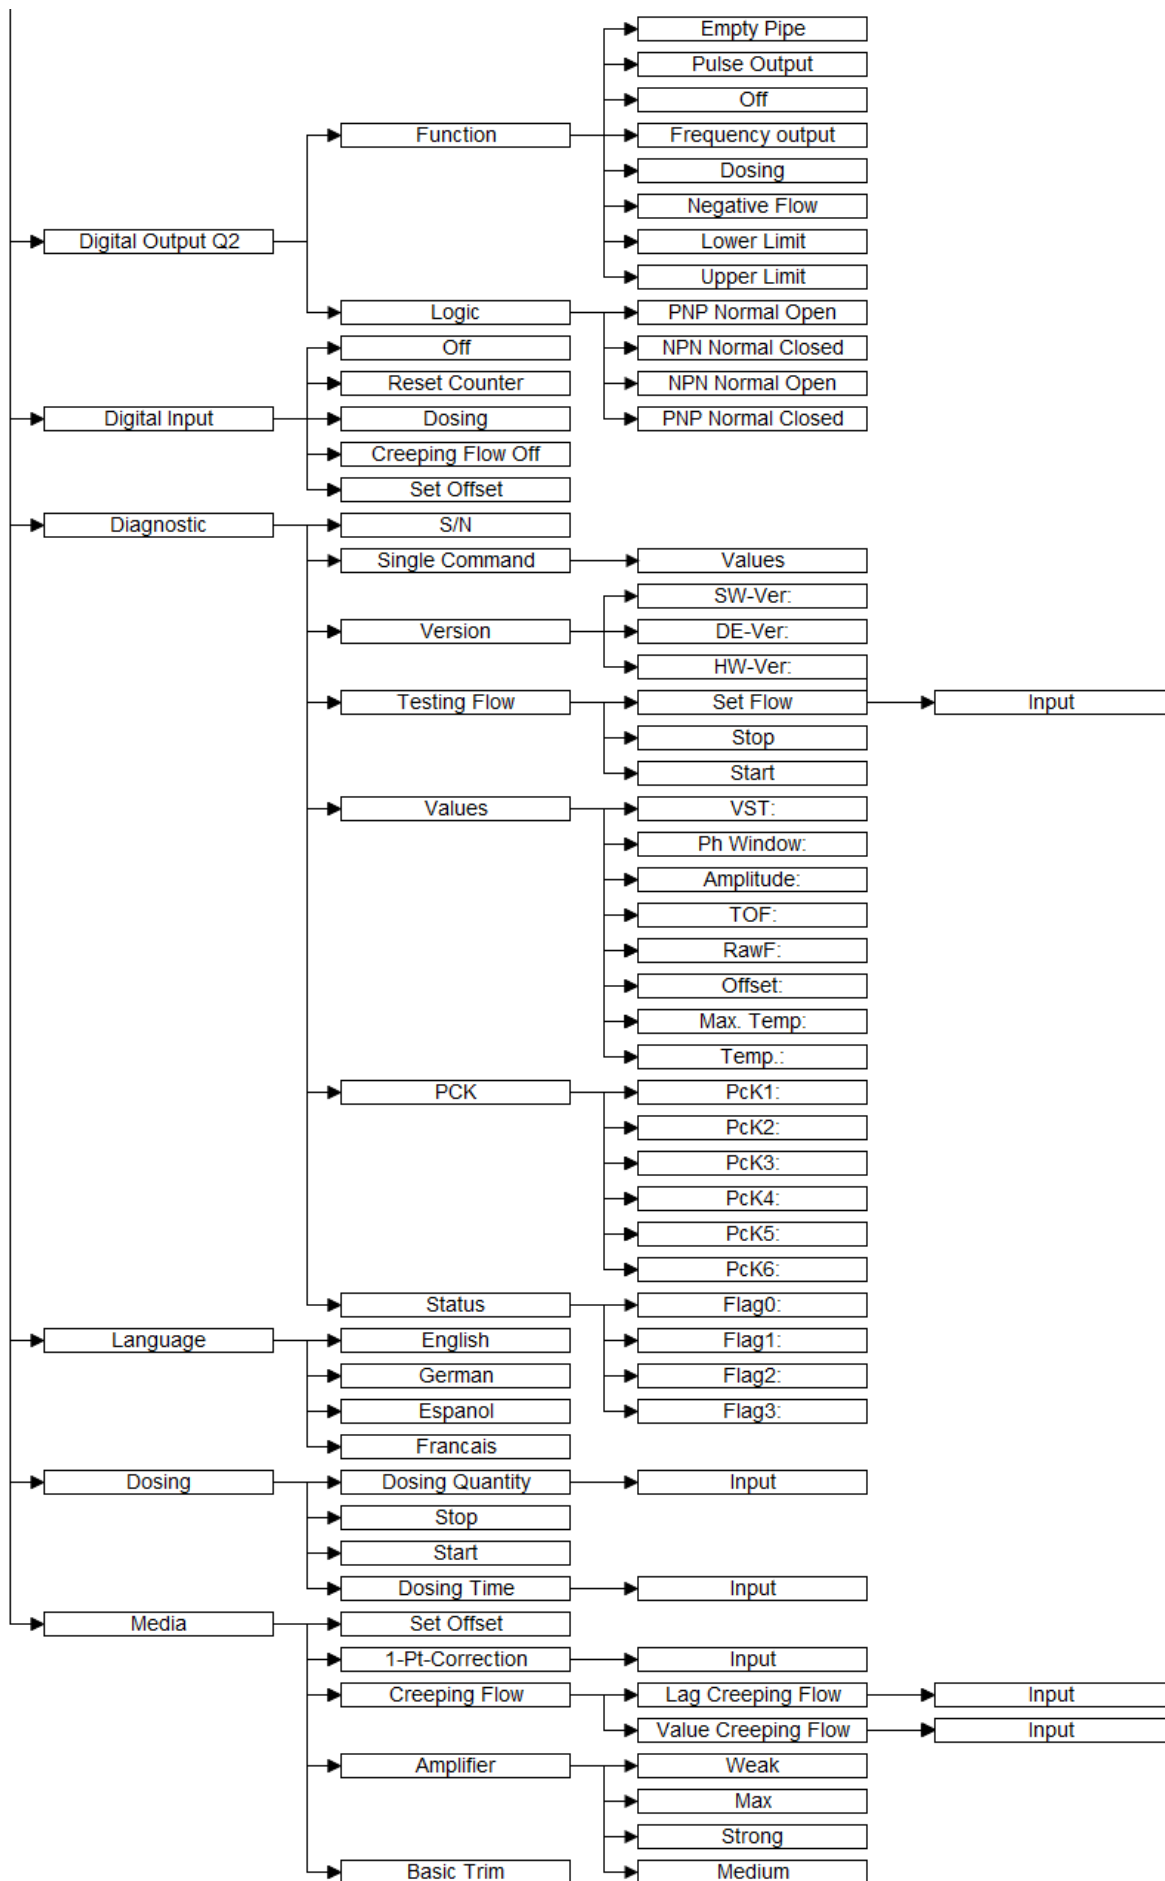 Empty Pipe
Pulse Output
Off
Function
Frequency output
Dosing
Negative Flow
Digital Output Q2
Lower Limit
Upper Limit
Logic
PNP Normal Open
Off
NPN Normal Closed
Reset Counter
NPN Normal Open
Digital Input
Dosing
PNP Normal Closed
Creeping Flow Off
Set Offset
Diagnostic
S/N
Single Command
Values
SW-Ver:
Version
DE-Ver:
HW-Ver:
Testing Flow
Set Flow
Input
Stop
Start
Values
VST:
Ph Window:
Amplitude:
TOF:
RawF:
Offset:
Max. Temp:
Temp.:
PCK
PcK1:
PcK2:
PcK3:
PcK4:
PcK5:
PcK6:
Status
Flag0:
Language
English
Flag1:
German
Flag2:
Espanol
Flag3:
Francais
Dosing
Dosing Quantity
Input
Stop
Start
Dosing Time
Input
Media
Set Offset
1-Pt-Correction
Input
Creeping Flow
Lag Creeping Flow
Input
Value Creeping Flow
Input
Amplifier
Weak
Max
Strong
Basic Trim
Medium